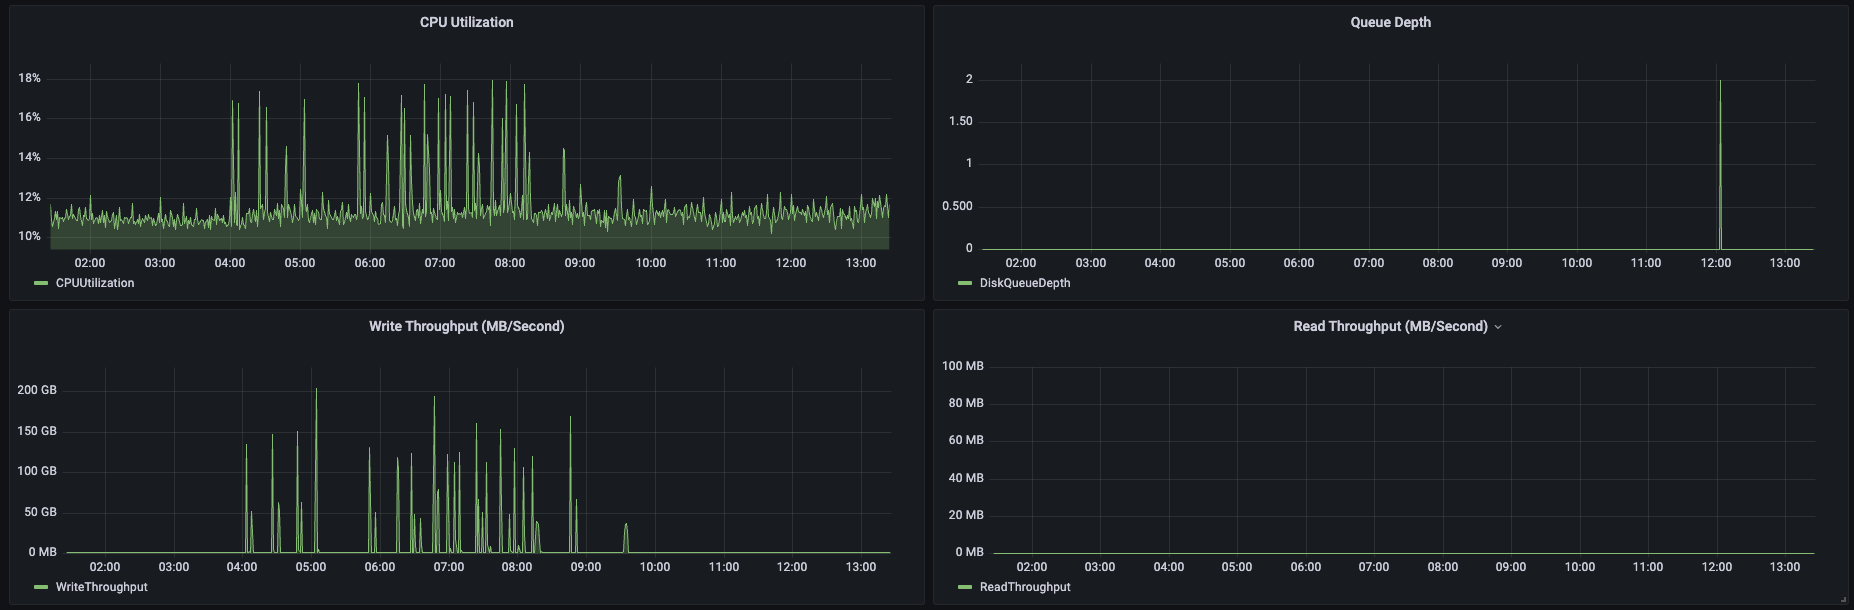 CPU Utilization
18%
16%
14%
12%
10%
02:00 03:00 04:00 05:00 06:00 07:00 08:00 09:00 10:00 11:00 12:00 13:00
CPUUtilization
Queue Depth
2
1.50
1
0.500
0
02:00 03:00 04:00 05:00 06:00 07:00 08:00 09:00 10:00 11:00 12:00 13:00
DiskQueueDepth
Write Throughput (MB/Second)
200 GB
150 GB
100 GB
50 GB
0 MB
02:00 03:00 04:00 05:00 06:00 07:00 08:00 09:00 10:00 11:00 12:00 13:00
WriteThroughput
Read Throughput (MB/Second)
100 MB
80 MB
60 MB
40 MB
20 MB
0 MB
02:00 03:00 04:00 05:00 06:00 07:00 08:00 09:00 10:00 11:00 12:00 13:00
ReadThroughput